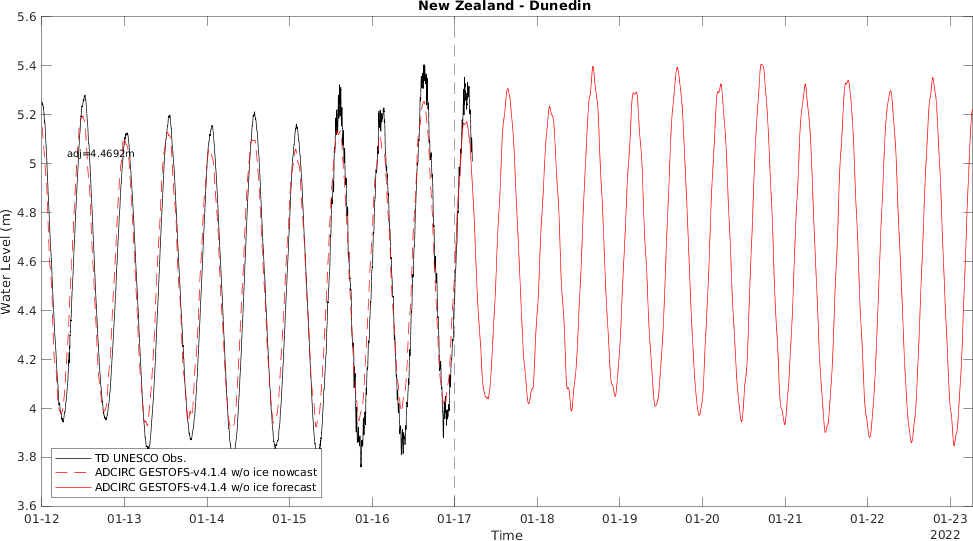 New Zealand - Dunedin
5.6
5.4
5.2
5
4.8
4.6
4.4
4.2
4
3.8
3.6
Water Level (m)
adj=4.4692m
TD UNESCO Obs.
ADCIRC GESTOFS-v4.1.4 w/o ice nowcast
ADCIRC GESTOFS-v4.1.4 w/o ice forecast
01-12 01-13 01-14 01-15 01-16 01-17 01-18 01-19 01-20 01-21 01-22 01-23
Time
2022